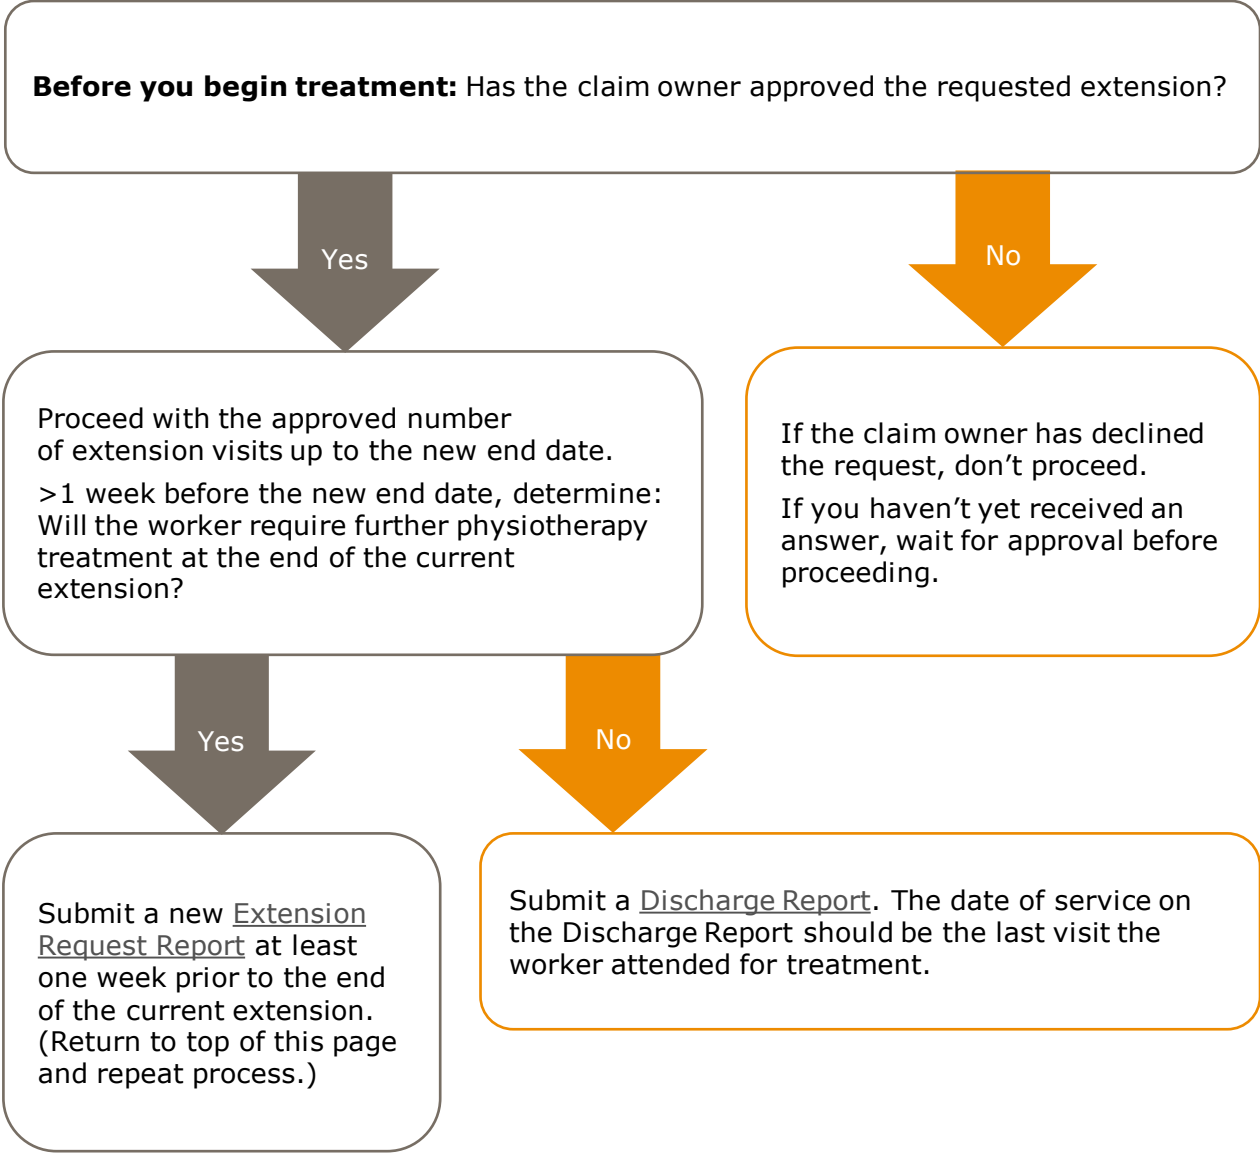 Before you begin treatment: Has the claim owner approved the requested extension?
Yes
No
Proceed with the approved number
of extension visits up to the new end date.
>1 week before the new end date, determine:
Will the worker require further physiotherapy
treatment at the end of the current
extension?
If the claim owner has declined
the request, don’t proceed.
If you haven’t yet received an
answer, wait for approval before
proceeding.
Yes
No
Submit a new Extension
Request Report at least
one week prior to the end
of the current extension.
(Return to top of this page
and repeat process.)
Submit a Discharge Report. The date of service on
the Discharge Report should be the last visit the
worker attended for treatment.